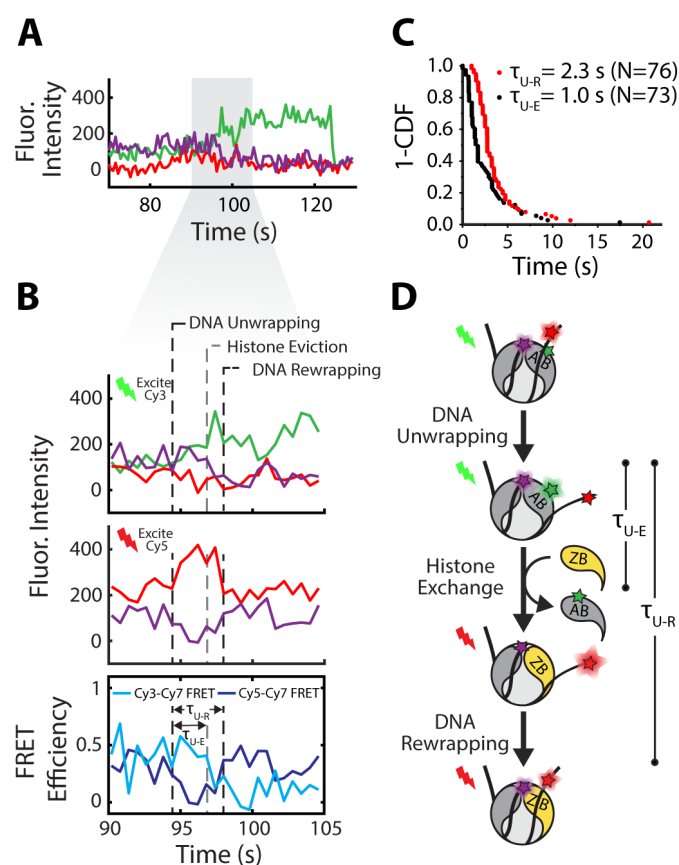 A
Fluor. Intensity
400
200
0
80 100 120
Time (s)
C
1-CDF
1.0
0.8
0.6
0.4
0.2
0.0
0 5 10 15 20
Time (s)
τU-R = 2.3 s (N=76)
τU-E = 1.0 s (N=73)
B
DNA Unwrapping
Histone Eviction
DNA Rewrapping
Fluor. Intensity
Excite
Cy3
400
200
0
Excite
Cy5
400
200
0
FRET
Efficiency
1
0.5
0
Cy3-Cy7 FRET Cy5-Cy7 FRET
τU-R
τU-E
90 95 100 105
Time (s)
D
AB
DNA
Unwrapping
AB
Histone
Exchange
ZB
AB
τU-E
τU-R
ZB
DNA
Rewrapping
ZB